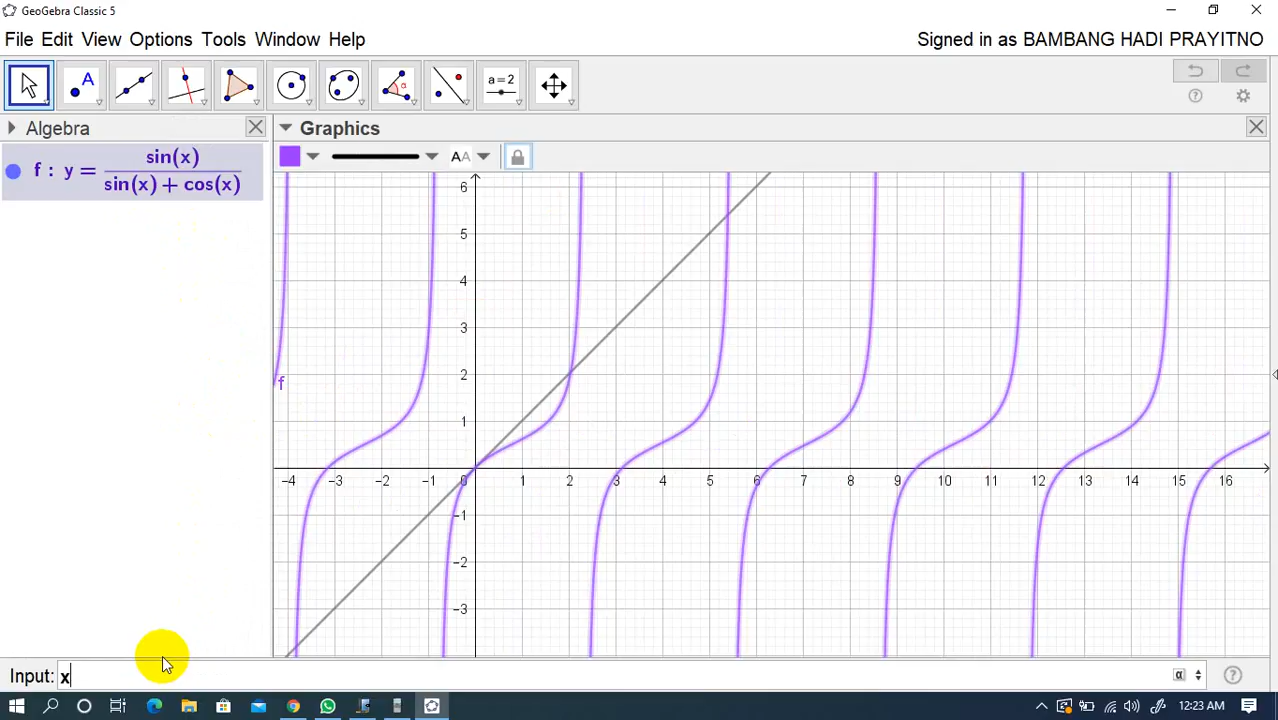 GeoGebra Classic 5
File Edit View Options Tools Window Help
Signed in as BAMBANG HADI PRAYITNO
A
α
a = 2
Algebra
Graphics
f : y = sin(x) / sin(x) + cos(x)
AA
6
5
4
3
2
1
0
−1
−2
−3
−4 −3 −2 −1 1 2 3 4 5 6 7 8 9 10 11 12 13 14 15 16
f
Input: x
α
12:23 AM